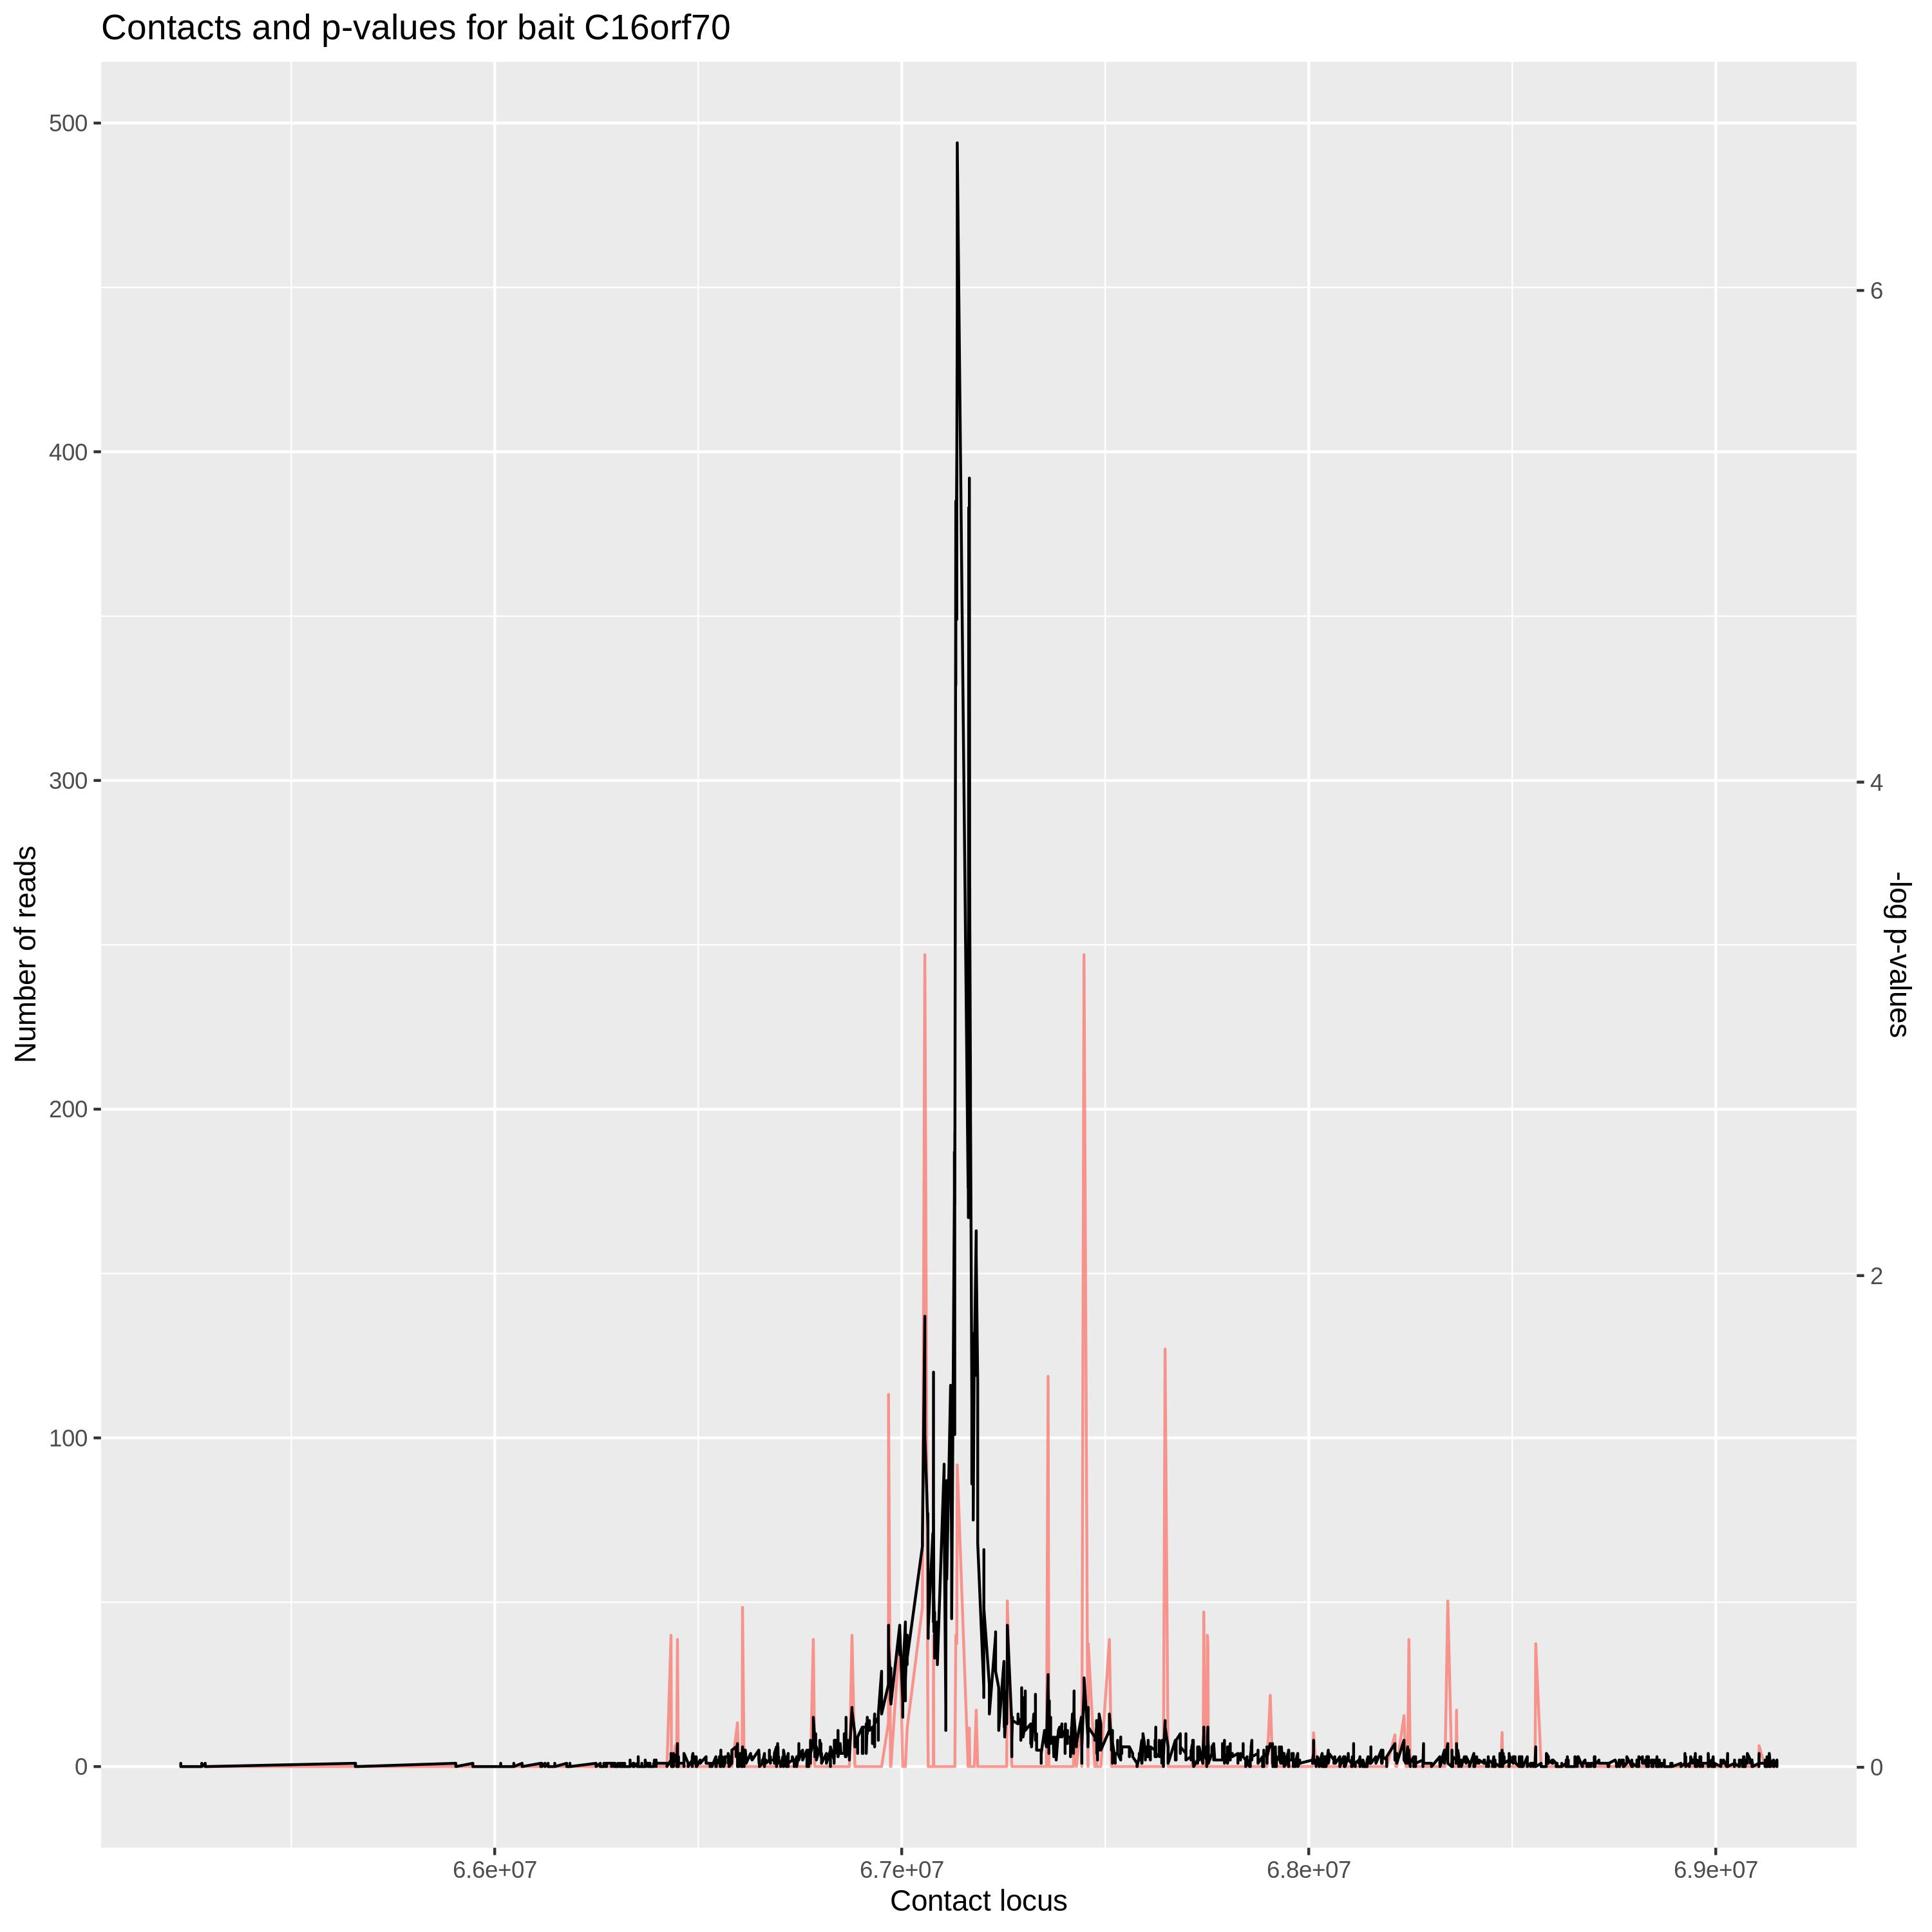 Contacts and p-values for bait C16orf70
500
400
300
200
100
0
Number of reads
6
4
2
0
-log p-values
6.6e+07
6.7e+07
6.8e+07
6.9e+07
Contact locus